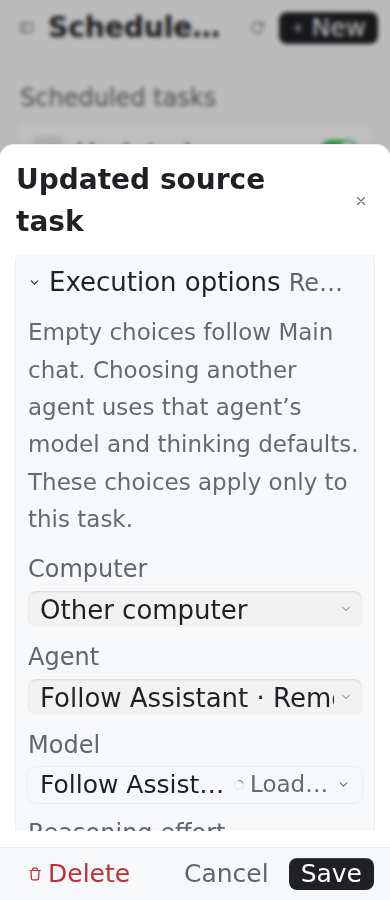 Schedule...
+ New
Scheduled tasks
Updated source
task
Execution options Re...
Empty choices follow Main
chat. Choosing another
agent uses that agent’s
model and thinking defaults.
These choices apply only to
this task.
Computer
Other computer
Agent
Follow Assistant · Rem
Model
Follow Assist... Load...
Reasoning effort
Delete
Cancel
Save